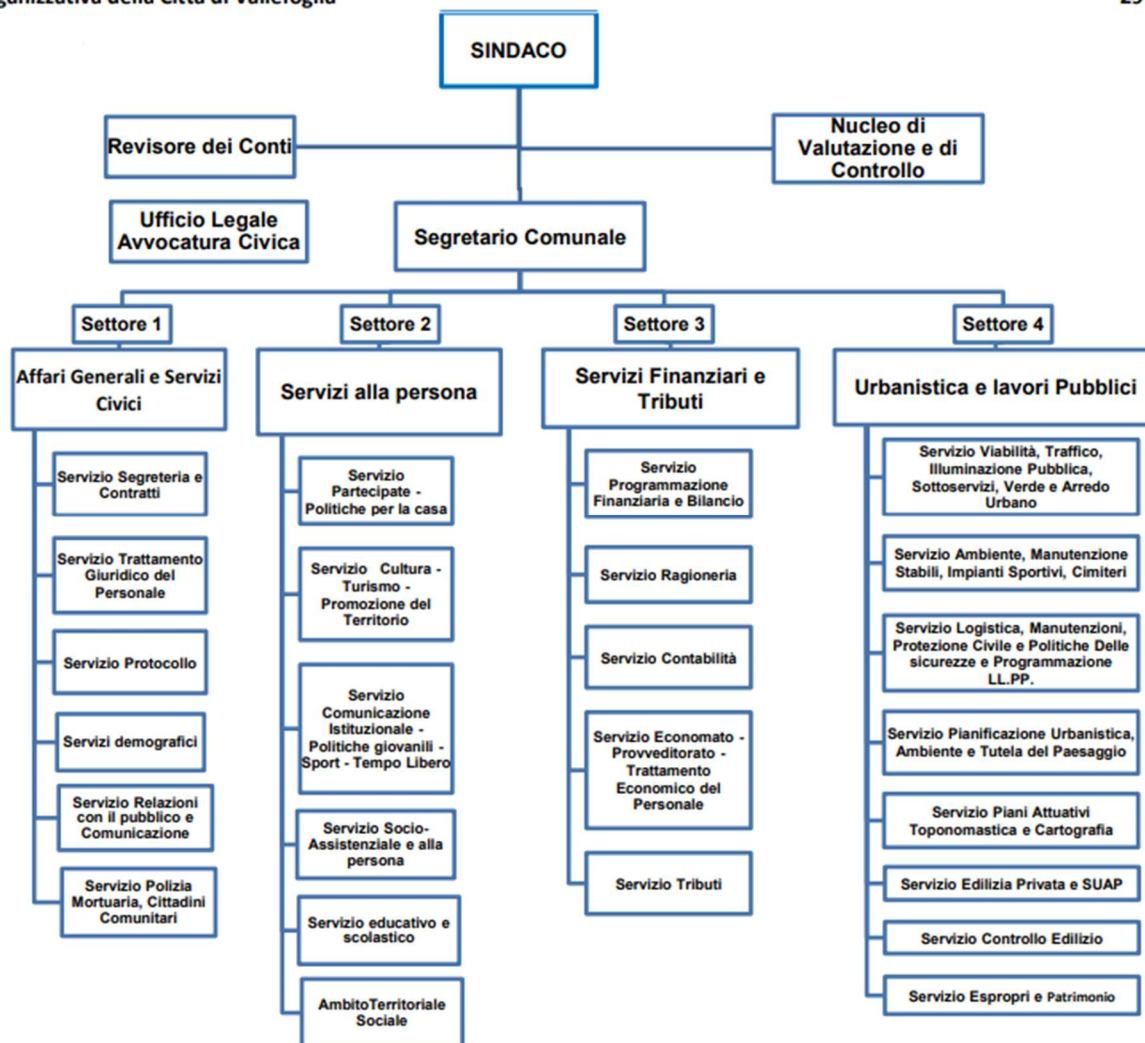 ganizzativa della Città di Vallefoglia
SINDACO
Revisore dei Conti
Nucleo di
Valutazione e di
Controllo
Ufficio Legale
Avvocatura Civica
Segretario Comunale
Settore 1
Settore 2
Settore 3
Settore 4
Affari Generali e Servizi
Civici
Servizi alla persona
Servizi Finanziari e
Tributi
Urbanistica e lavori Pubblici
Servizio Segreteria e
Contratti
Servizio Trattamento
Giuridico del
Personale
Servizio Protocollo
Servizi demografici
Servizio Relazioni
con il pubblico e
Comunicazione
Servizio Polizia
Mortuaria, Cittadini
Comunitari
Servizio
Partecipate -
Politiche per la casa
Servizio Cultura -
Turismo -
Promozione del
Territorio
Servizio
Comunicazione
Istituzionale -
Politiche giovanili -
Sport - Tempo Libero
Servizio Socio-
Assistenziale e alla
persona
Servizio educativo e
scolastico
AmbitoTerritoriale
Sociale
Servizio
Programmazione
Finanziaria e Bilancio
Servizio Ragioneria
Servizio Contabilità
Servizio Economato -
Provveditorato -
Trattamento
Economico del
Personale
Servizio Tributi
Servizio Viabilità, Traffico,
Illuminazione Pubblica,
Sottoservizi, Verde e Arredo
Urbano
Servizio Ambiente, Manutenzione
Stabili, Impianti Sportivi, Cimiteri
Servizio Logistica, Manutenzioni,
Protezione Civile e Politiche Delle
sicurezze e Programmazione
LL.PP.
Servizio Pianificazione Urbanistica,
Ambiente e Tutela del Paesaggio
Servizio Piani Attuativi
Toponomastica e Cartografia
Servizio Edilizia Privata e SUAP
Servizio Controllo Edilizio
Servizio Espropri e Patrimonio